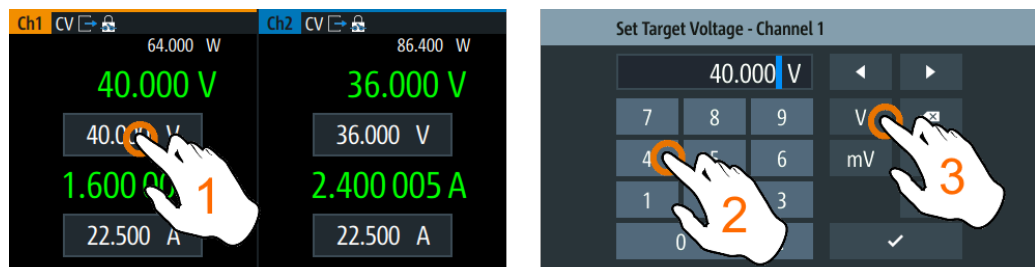 Ch1 CV Ch2 CV
64.000 W 86.400 W
40.000 V 36.000 V
36.000 V
2.400 005 A
22.500 A 22.500 A
1
Set Target Voltage - Channel 1
40.000 V
7 8 9
V
4 6 mV
1 3
0
2
3